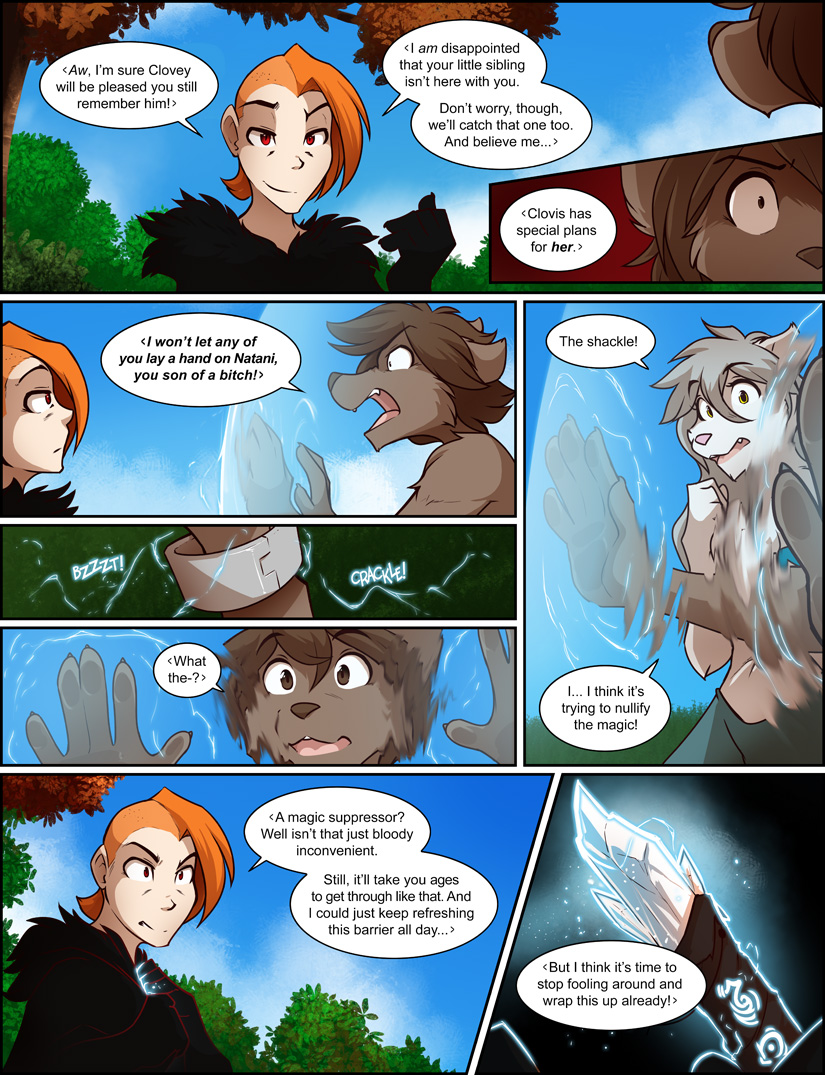 ‹Aw, I'm sure Clovey
will be pleased you still
remember him!›
‹I am disappointed
that your little sibling
isn't here with you.
Don't worry, though,
we'll catch that one too.
And believe me...›
‹Clovis has
special plans
for her.›
‹I won't let any of
you lay a hand on Natani,
you son of a bitch!›
The shackle!
BZZZT!
CRACKLE!
‹What
the-?›
I... I think it's
trying to nullify
the magic!
‹A magic suppressor?
Well isn't that just bloody
inconvenient.
Still, it'll take you ages
to get through like that. And
I could just keep refreshing
this barrier all day...›
‹But I think it's time to
stop fooling around and
wrap this up already!›